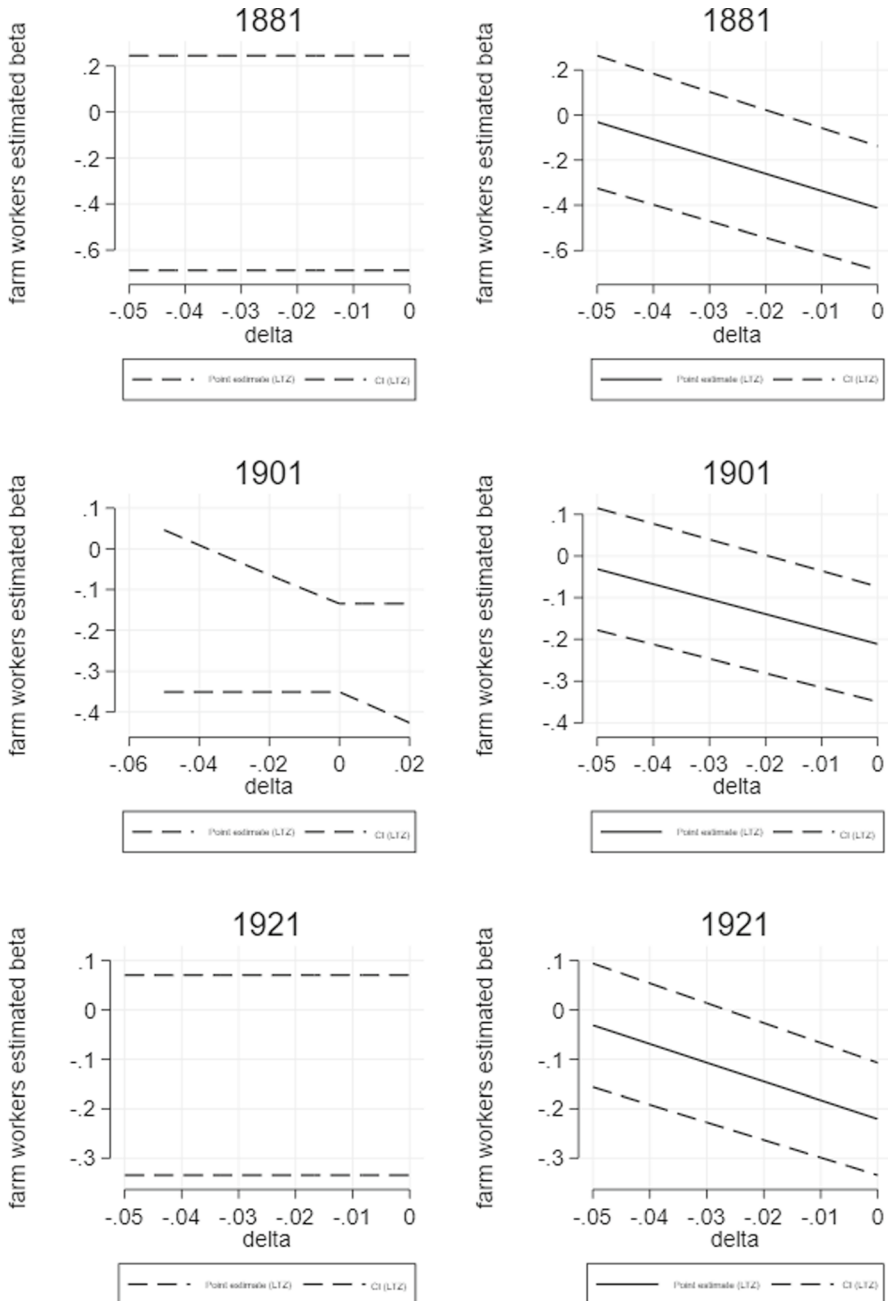 1881
farm workers estimated beta
.2
0
-.2
-.4
-.6
-.05 -.04 -.03 -.02 -.01 0
delta
Point estimate (LTZ) CI (LTZ)
1881
farm workers estimated beta
.2
0
-.2
-.4
-.6
-.05 -.04 -.03 -.02 -.01 0
delta
Point estimate (LTZ) CI (LTZ)
1901
farm workers estimated beta
.1
0
-.1
-.2
-.3
-.4
-.06 -.04 -.02 0 .02
delta
Point estimate (LTZ) CI (LTZ)
1901
farm workers estimated beta
.1
0
-.1
-.2
-.3
-.4
-.05 -.04 -.03 -.02 -.01 0
delta
Point estimate (LTZ) CI (LTZ)
1921
farm workers estimated beta
.1
0
-.1
-.2
-.3
-.05 -.04 -.03 -.02 -.01 0
delta
Point estimate (LTZ) CI (LTZ)
1921
farm workers estimated beta
.1
0
-.1
-.2
-.3
-.05 -.04 -.03 -.02 -.01 0
delta
Point estimate (LTZ) CI (LTZ)